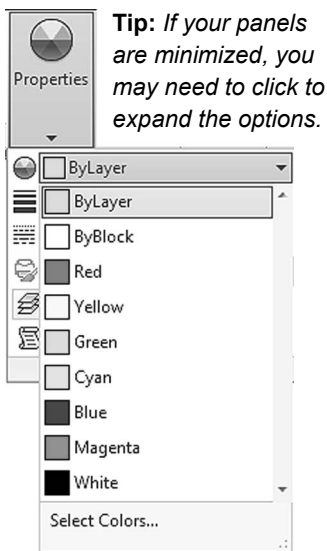 Tip: If your panels
are minimized, you
may need to click to
expand the options.
Properties
ByLayer
ByLayer
ByBlock
Red
Yellow
Green
Cyan
Blue
Magenta
White
Select Colors...